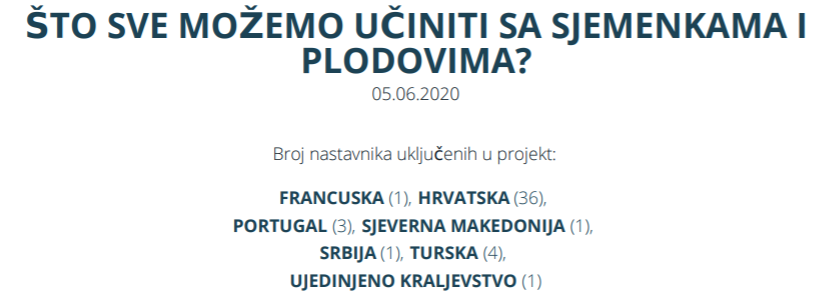 ŠTO SVE MOŽEMO UČINITI SA SJEMENKAMA I
PLODOVIMA?
05.06.2020
Broj nastavnika uključenih u projekt:
FRANCUSKA (1), HRVATSKA (36),
PORTUGAL (3), SJEVERNA MAKEDONIJA (1),
SRBIJA (1), TURSKA (4),
UJEDINJENO KRALJEVSTVO (1)